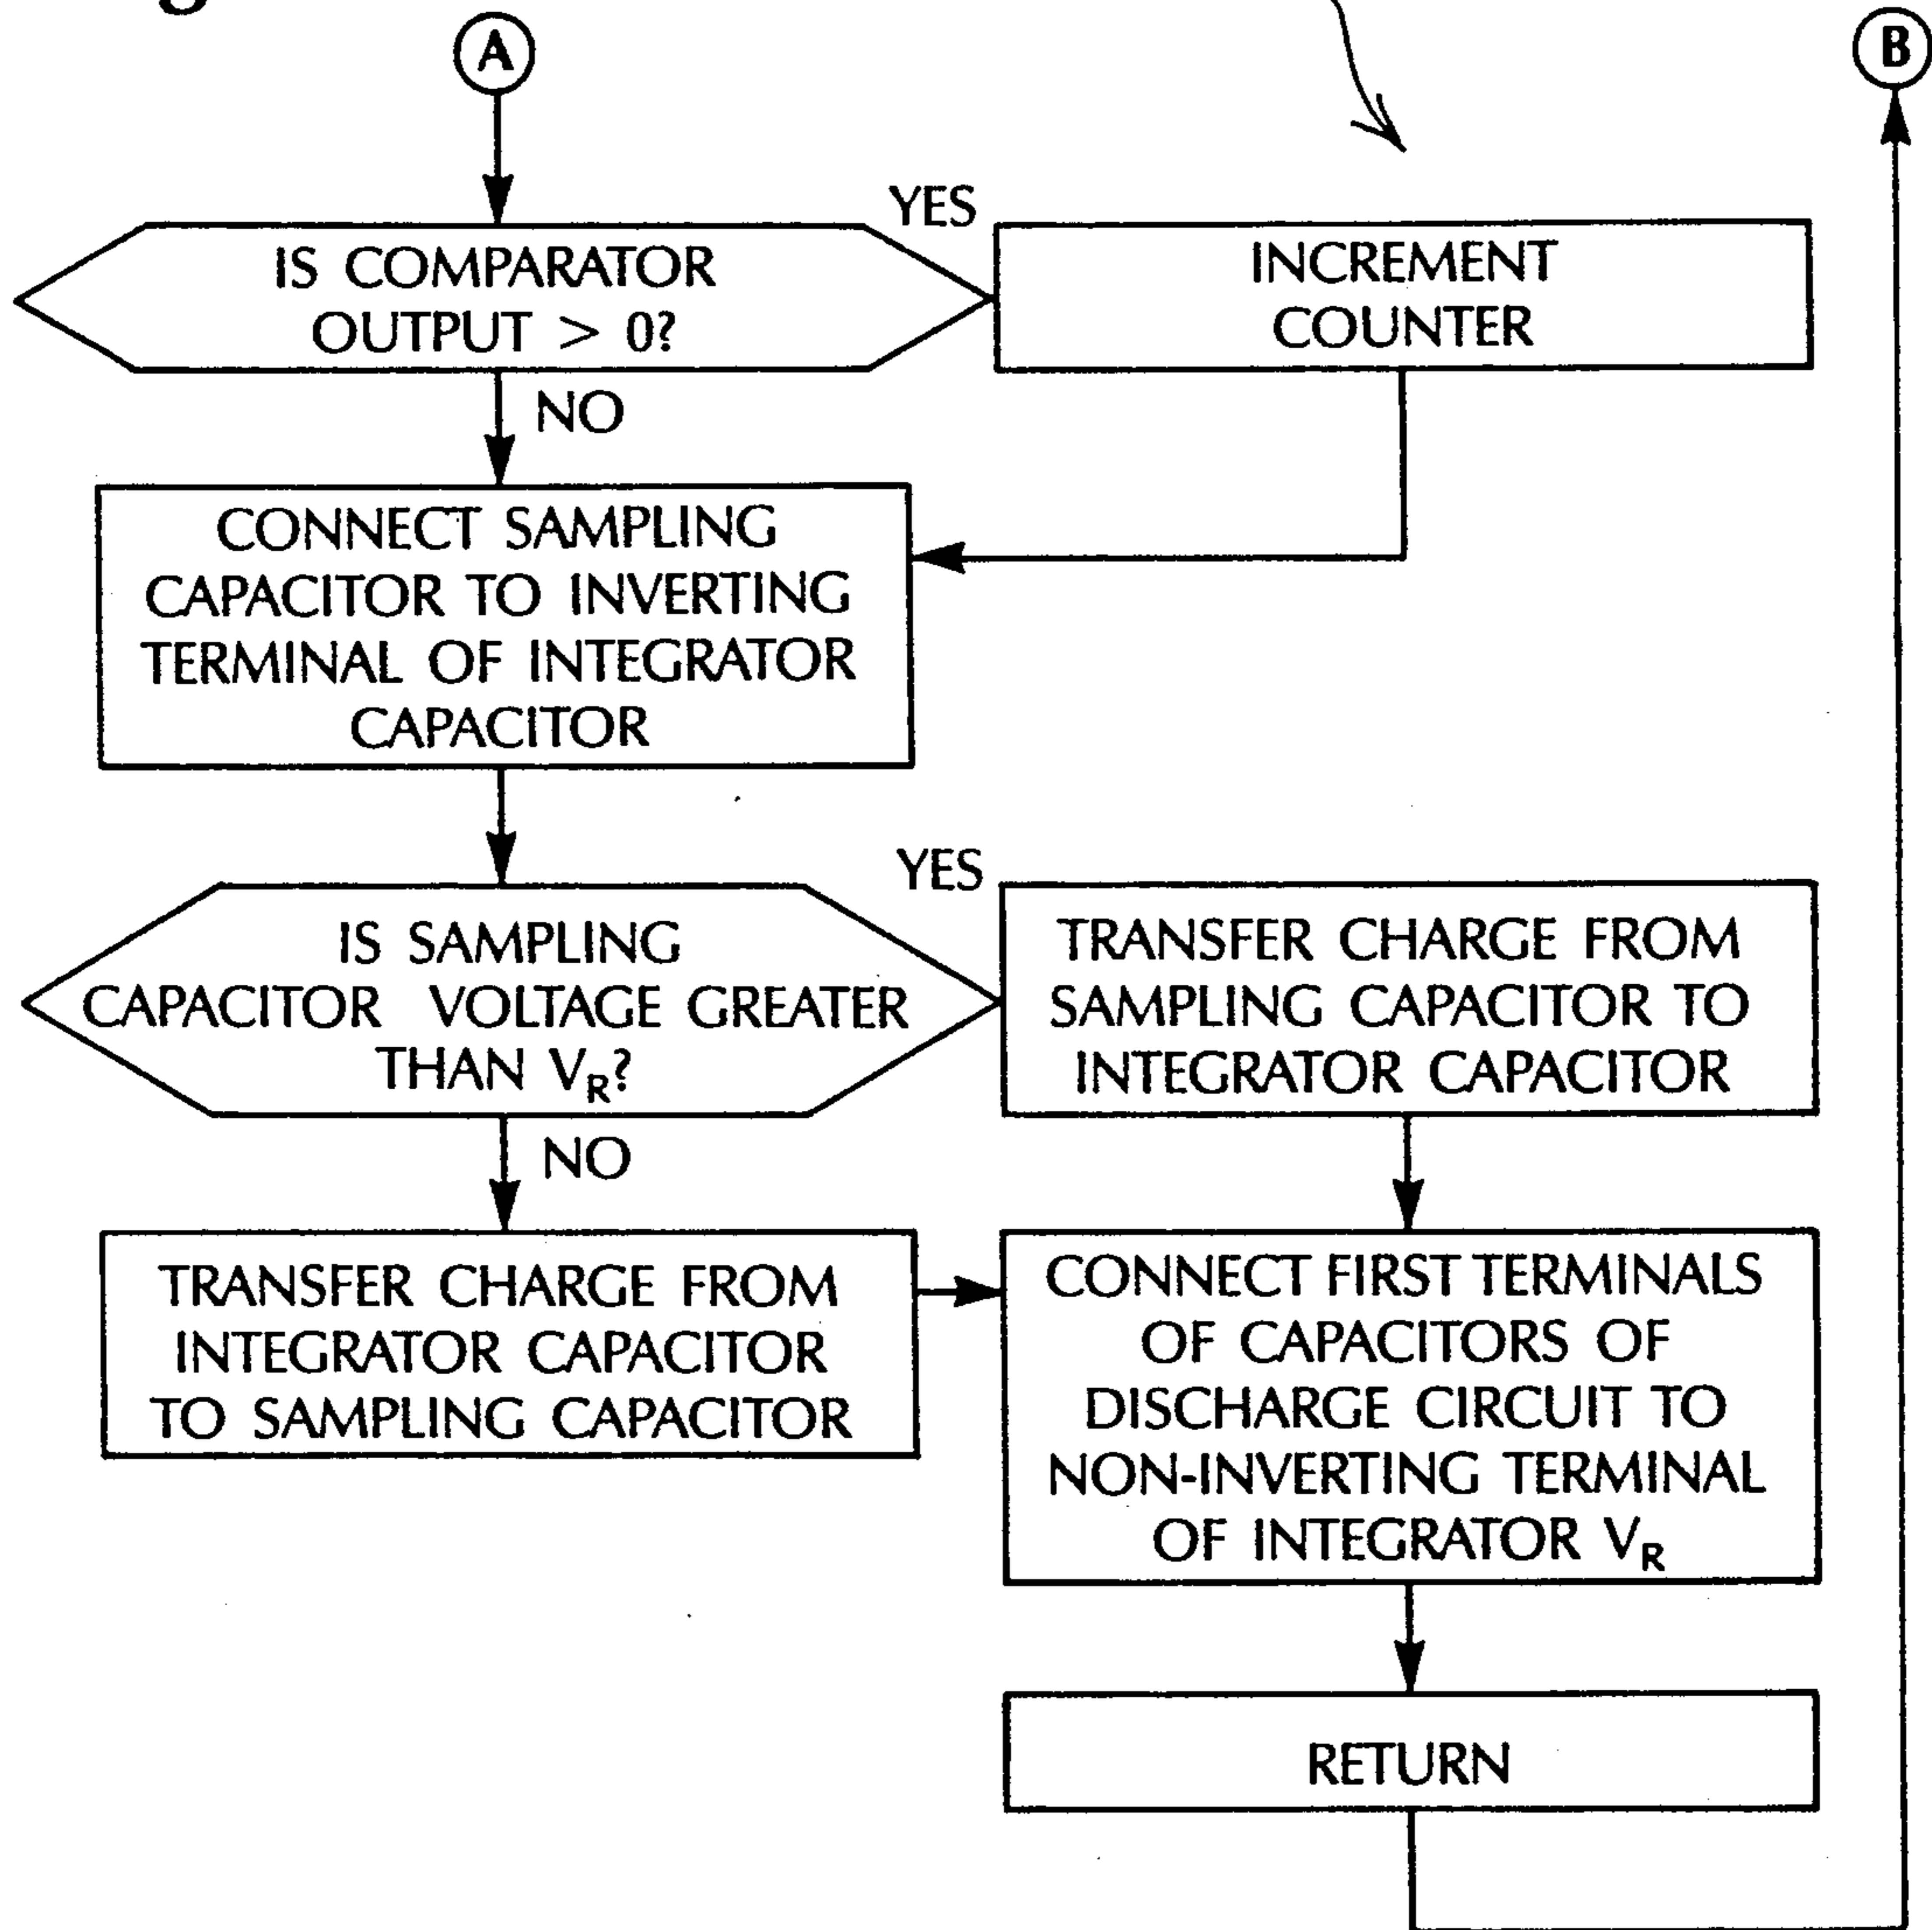 A
B
YES
IS COMPARATOR
OUTPUT > 0?
INCREMENT
COUNTER
NO
CONNECT SAMPLING
CAPACITOR TO INVERTING
TERMINAL OF INTEGRATOR
CAPACITOR
YES
IS SAMPLING
CAPACITOR VOLTAGE GREATER
THAN VR?
TRANSFER CHARGE FROM
SAMPLING CAPACITOR TO
INTEGRATOR CAPACITOR
NO
TRANSFER CHARGE FROM
INTEGRATOR CAPACITOR
TO SAMPLING CAPACITOR
CONNECT FIRST TERMINALS
OF CAPACITORS OF
DISCHARGE CIRCUIT TO
NON-INVERTING TERMINAL
OF INTEGRATOR VR
RETURN